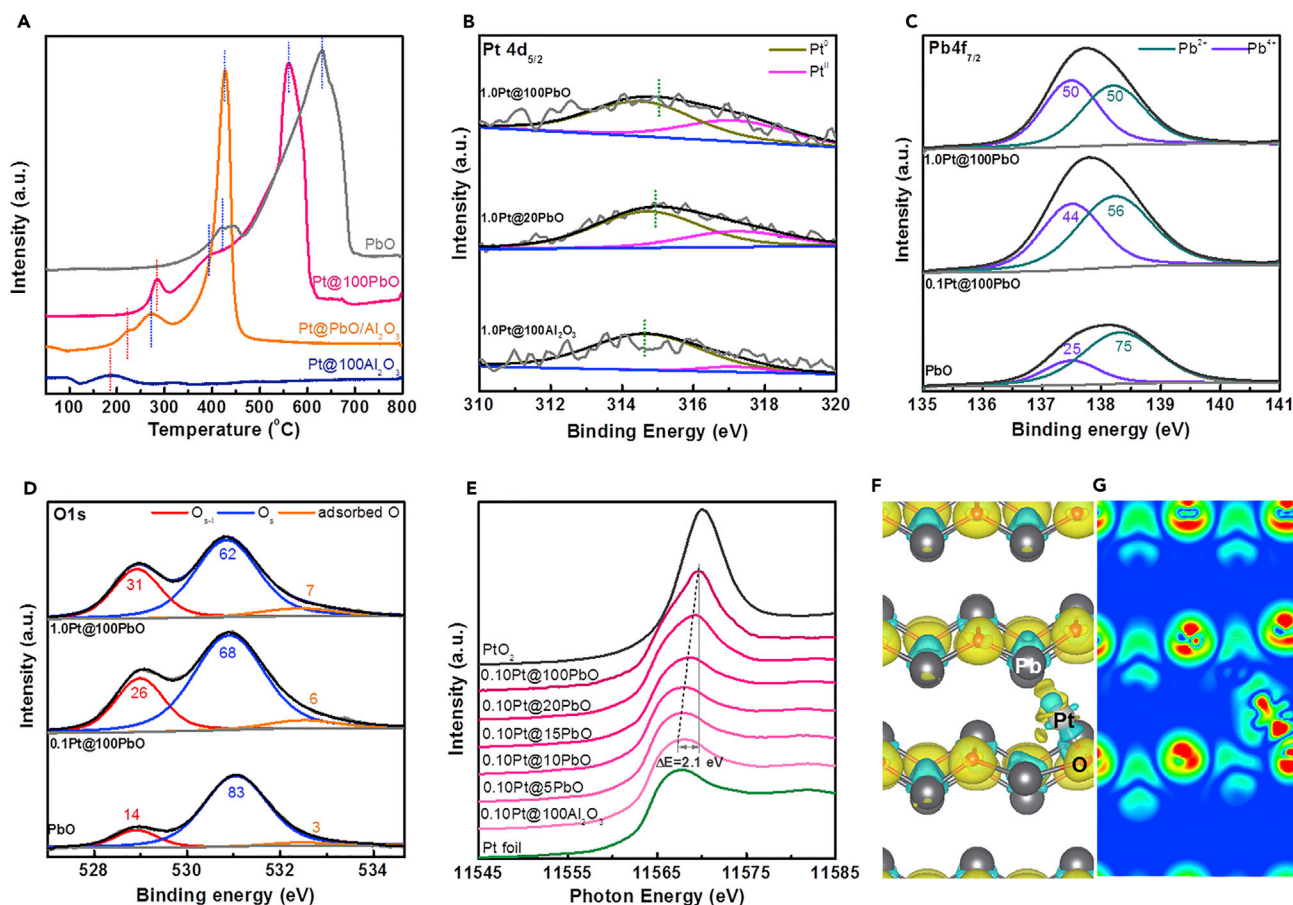 A
Intensity (a.u.)
PbO
Pt@100PbO
Pt@PbO/Al₂O₃
Pt@100Al₂O₃
100 200 300 400 500 600 700 800
Temperature (°C)
B
Pt 4d₅/₂
Pt⁰
Ptᴵᴵ
1.0Pt@100PbO
1.0Pt@20PbO
1.0Pt@100Al₂O₃
Intensity (a.u.)
310 312 314 316 318 320
Binding Energy (eV)
C
Pb4f₇/₂
Pb²⁺
Pb⁴⁺
50 50
1.0Pt@100PbO
44 56
0.1Pt@100PbO
25 75
PbO
Intensity (a.u.)
135 136 137 138 139 140 141
Binding energy (eV)
D
O1s
Oₛ₋ₗ
Oₛ
adsorbed O
31 62 7
1.0Pt@100PbO
26 68 6
0.1Pt@100PbO
14 83 3
PbO
Intensity (a.u.)
528 530 532 534
Binding energy (eV)
E
PtO₂
0.10Pt@100PbO
0.10Pt@20PbO
0.10Pt@15PbO
0.10Pt@10PbO
0.10Pt@5PbO
0.10Pt@100Al₂O₃
Pt foil
ΔE=2.1 eV
Intensity (a.u.)
11545 11555 11565 11575 11585
Photon Energy (eV)
F
Pb
Pt
O
G